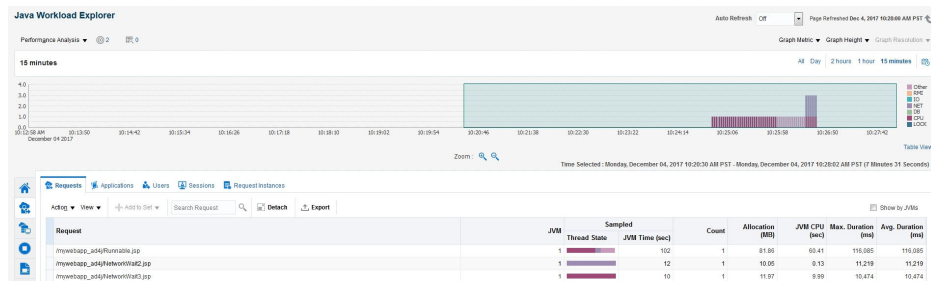 Java Workload Explorer
Auto Refresh Off Page Refreshed Dec 4, 2017 10:28:08 AM PST
Performance Analysis 2 0 Graph Metric Graph Height Graph Resolution
15 minutes All Day 2 hours 1 hour 15 minutes
4.0
3.0
2.0
1.0
0.0
Other
RMI
IO
NET
DB
CPU
LOCK
10:12:58 AM 10:13:50 10:14:42 10:15:34 10:16:26 10:17:18 10:18:10 10:19:02 10:19:54 10:20:46 10:21:38 10:22:30 10:23:22 10:24:14 10:25:06 10:25:58 10:26:50 10:27:42
December 04 2017
Table View
Zoom :
Time Selected : Monday, December 04, 2017 10:20:30 AM PST - Monday, December 04, 2017 10:28:02 AM PST (7 Minutes 31 Seconds)
Requests Applications Users Sessions Request Instances
Action View Add to Set Search Request Detach Export Show by JVMs
Request JVM Sampled Count Allocation (MB) JVM CPU (sec) Max. Duration (ms) Avg. Duration (ms)
Thread State JVM Time (sec)
/mywebapp_ad4j/Runnable.jsp 1 102 1 81.86 60.41 116,085 116,085
/mywebapp_ad4j/NetworkWait2.jsp 1 12 1 10.05 0.13 11,219 11,219
/mywebapp_ad4j/NetworkWait3.jsp 1 10 1 11.97 9.99 10,474 10,474